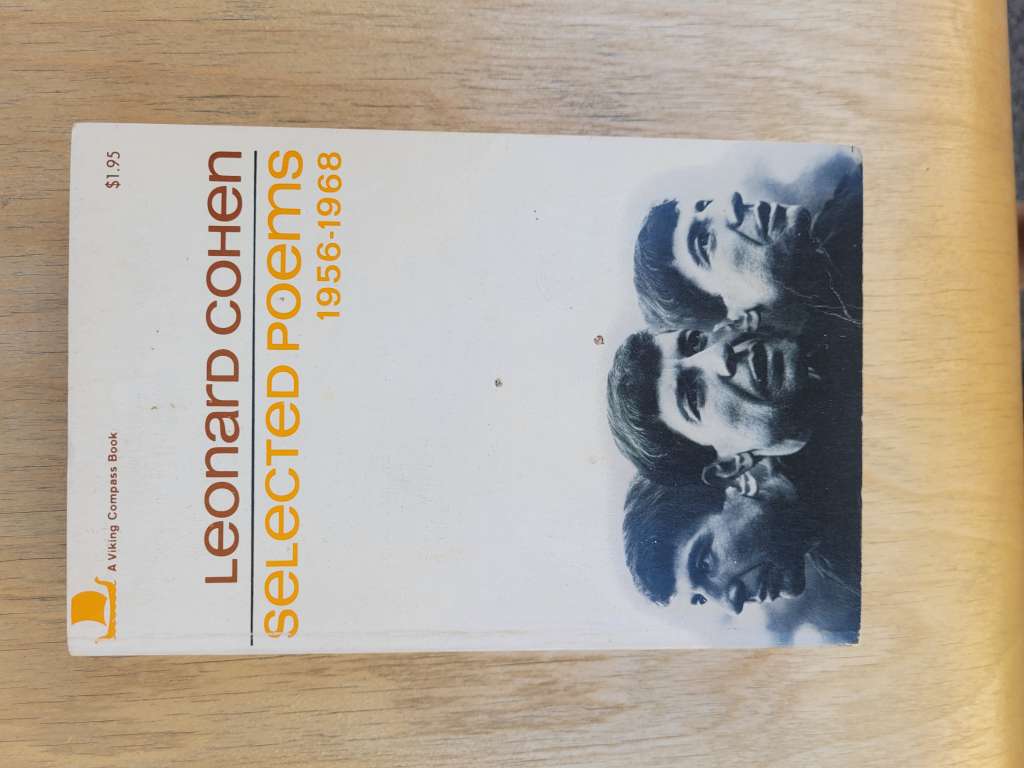 A Viking Compass Book $1.95
Leonard Cohen
Selected Poems
1956-1968